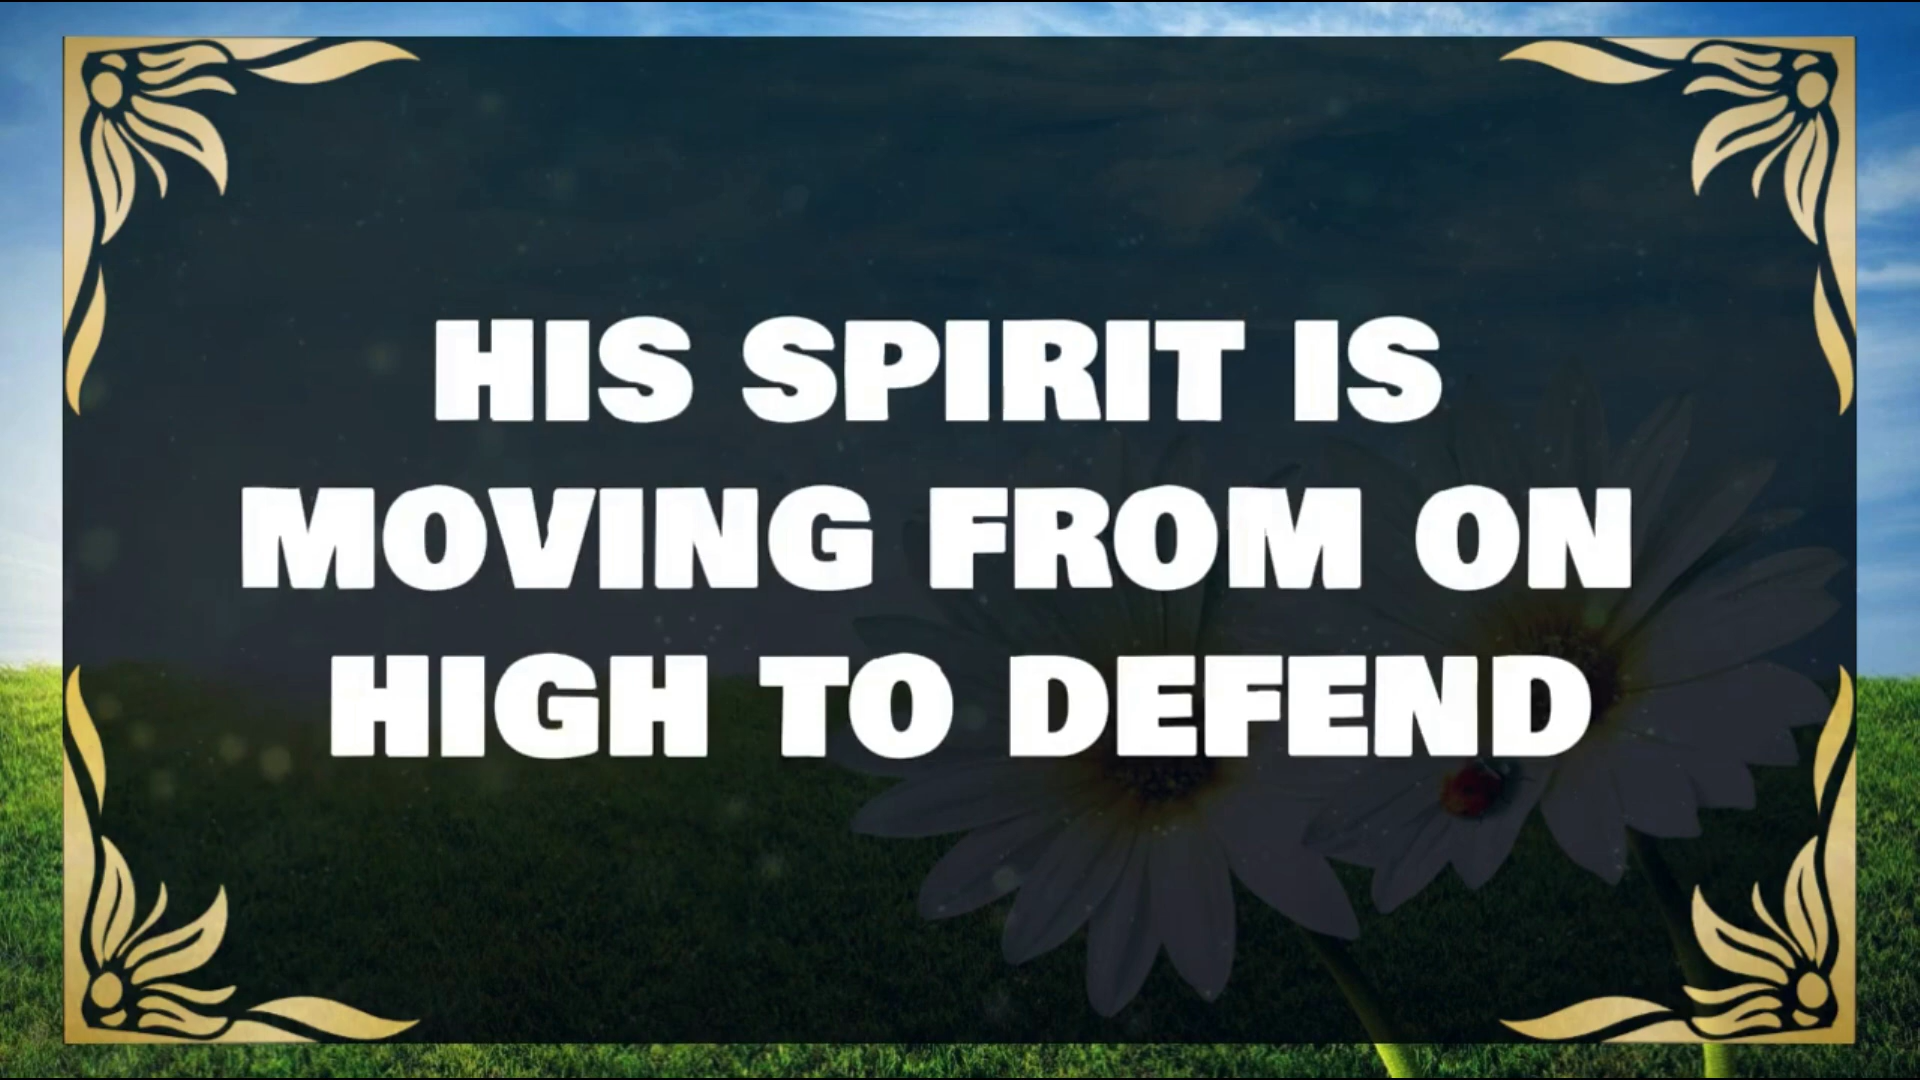 HIS SPIRIT IS
MOVING FROM ON
HIGH TO DEFEND